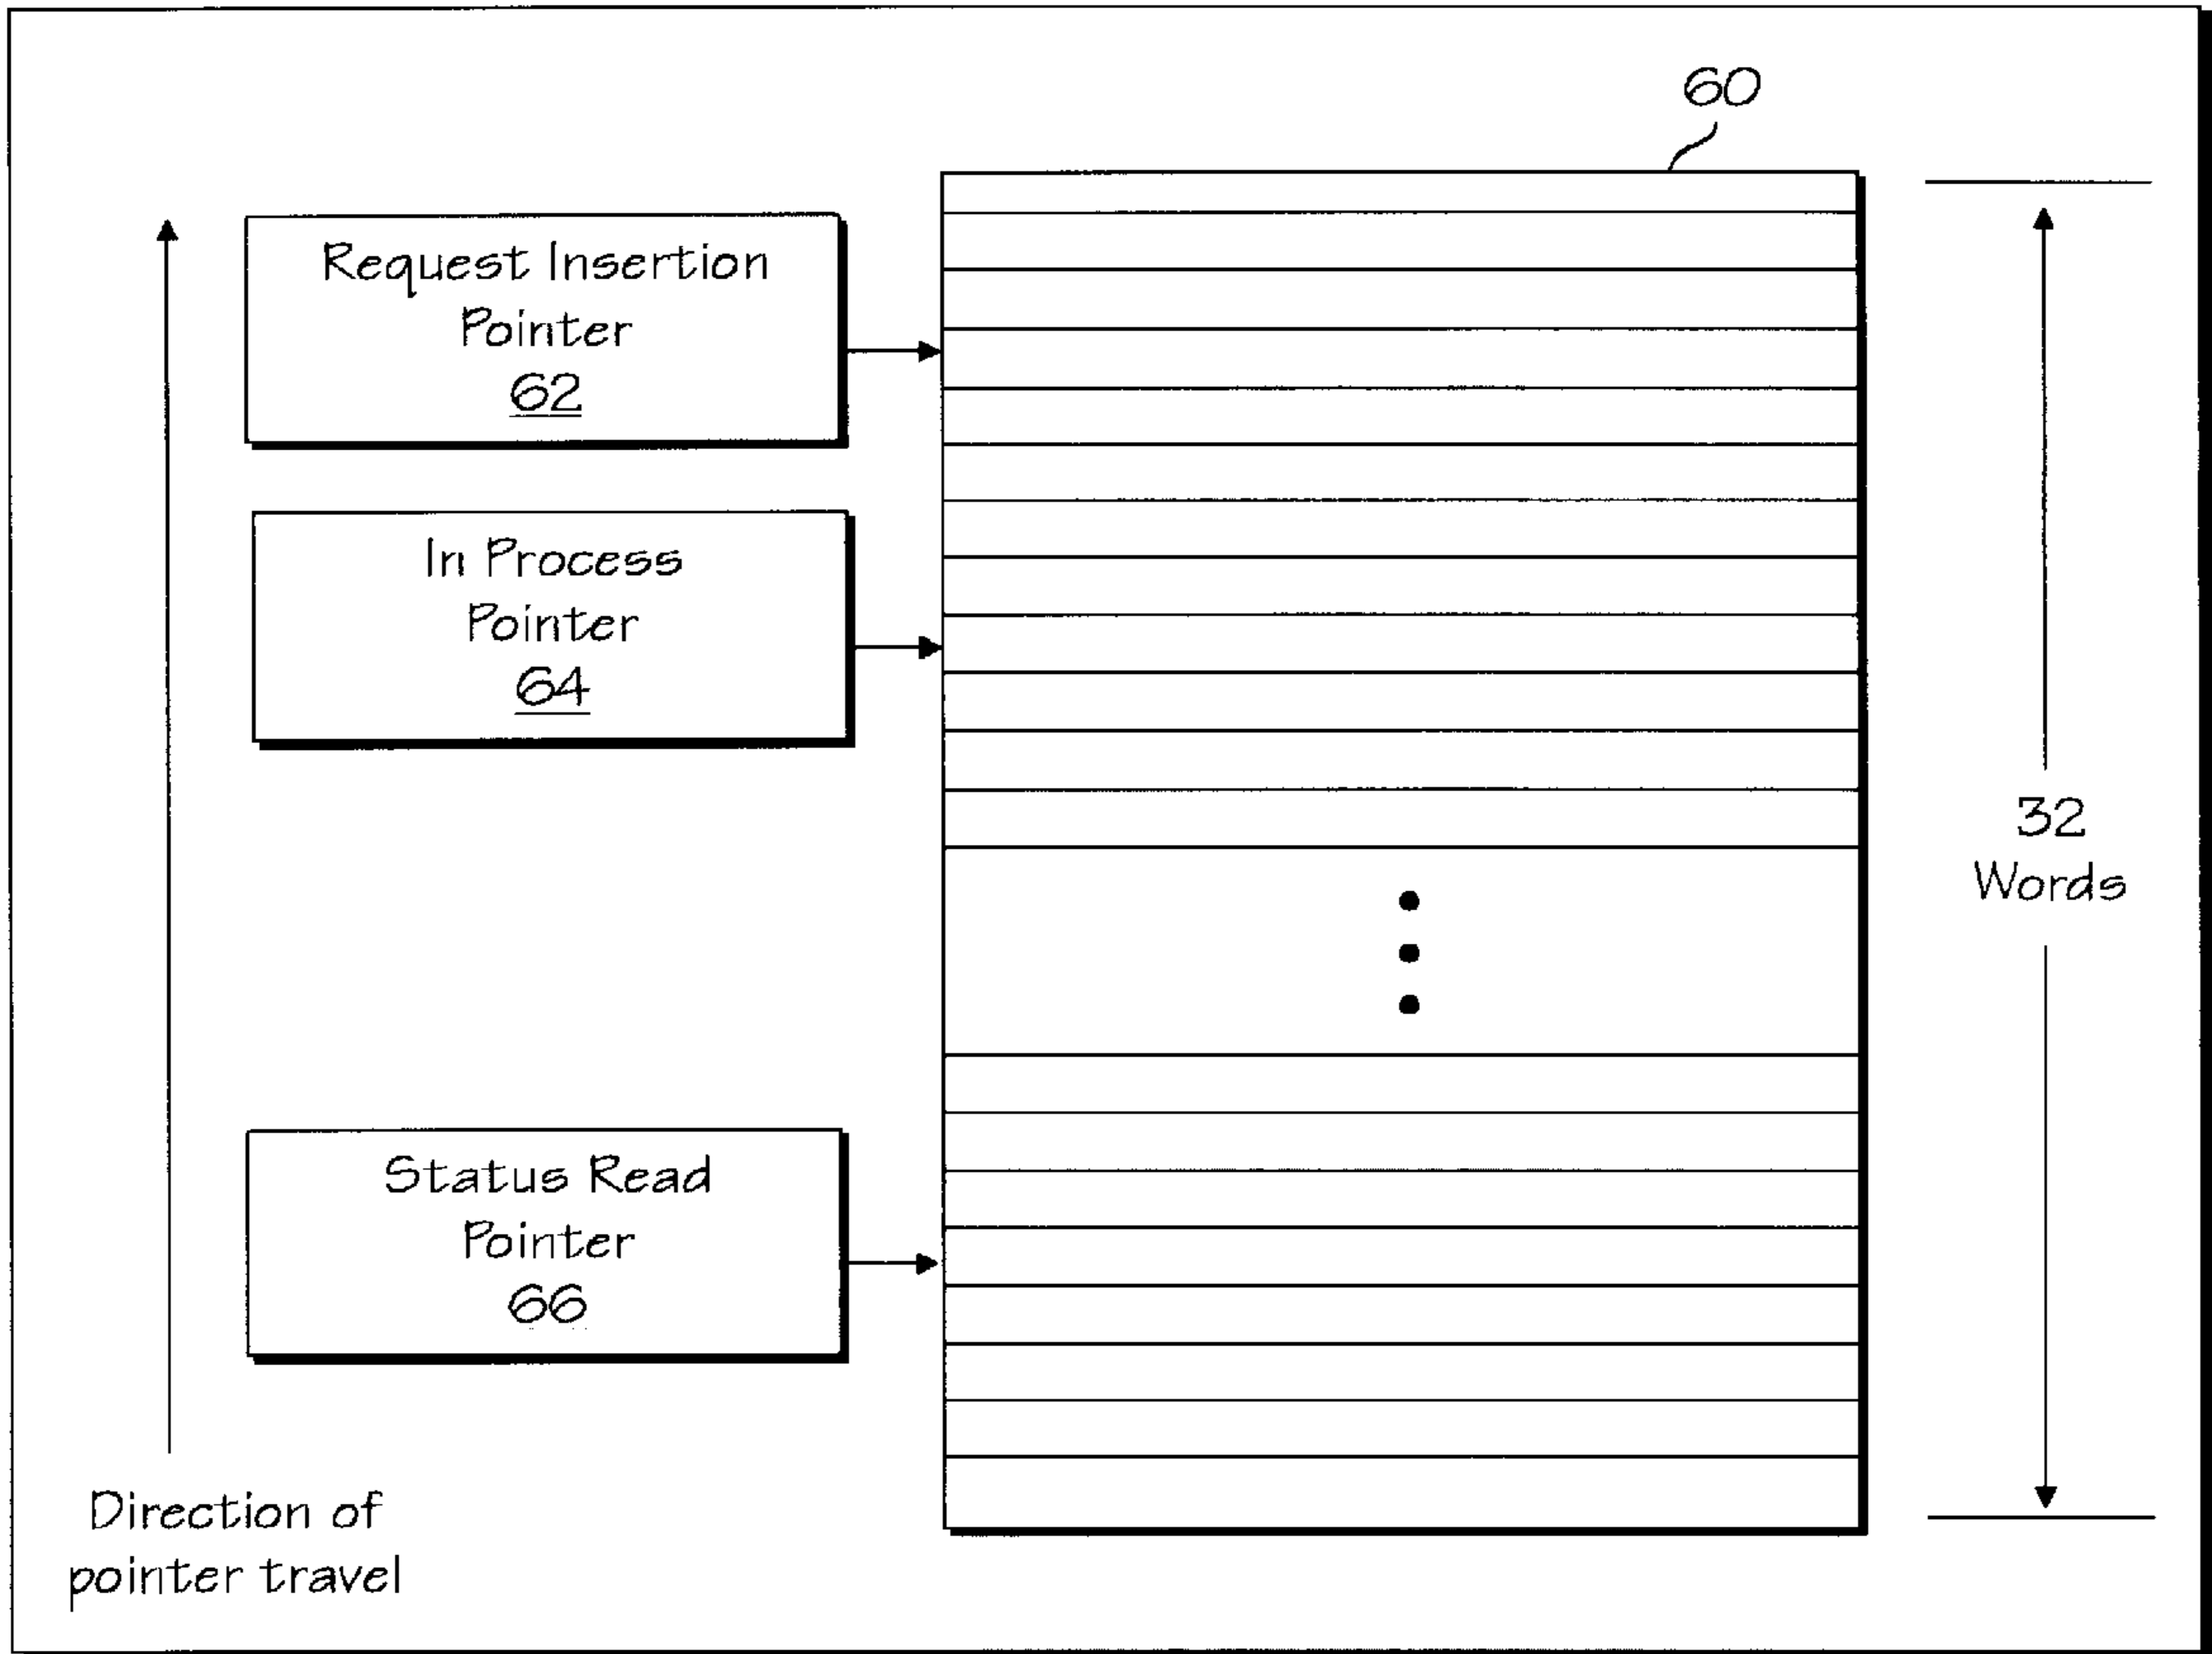 60
Request Insertion
Pointer
62
In Process
Pointer
64
32
Words
Status Read
Pointer
66
Direction of
pointer travel